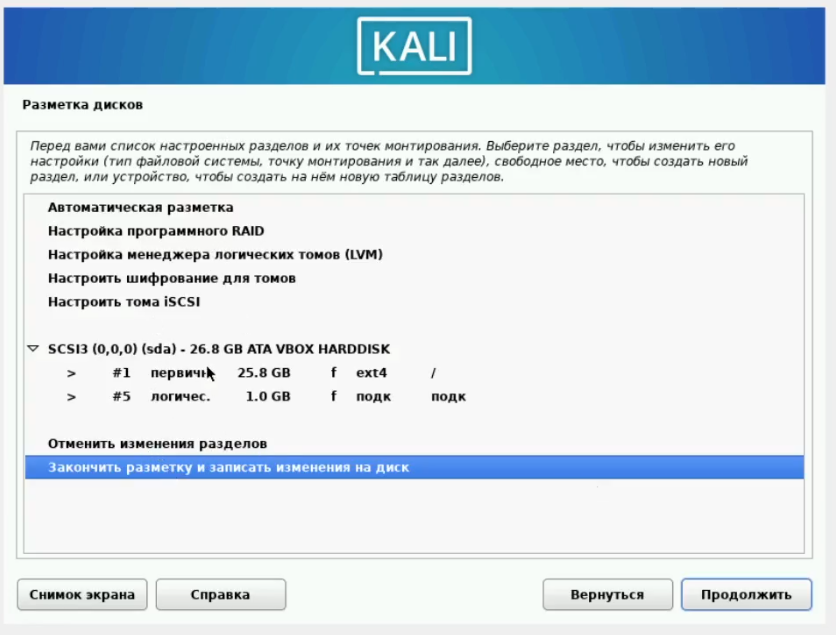 KALI
Разметка дисков
Перед вами список настроенных разделов и их точек монтирования. Выберите раздел, чтобы изменить его
настройки (тип файловой системы, точку монтирования и так далее), свободное место, чтобы создать новый
раздел, или устройство, чтобы создать на нём новую таблицу разделов.
Автоматическая разметка
Настройка программного RAID
Настройка менеджера логических томов (LVM)
Настроить шифрование для томов
Настроить тома iSCSI
SCSI3 (0,0,0) (sda) - 26.8 GB ATA VBOX HARDDISK
> #1 25.8 GB f ext4 /
> #5 логичес. 1.0 GB f подк подк
Отменить изменения разделов
Закончить разметку и записать изменения на диск
Снимок экрана Справка Вернуться Продолжить